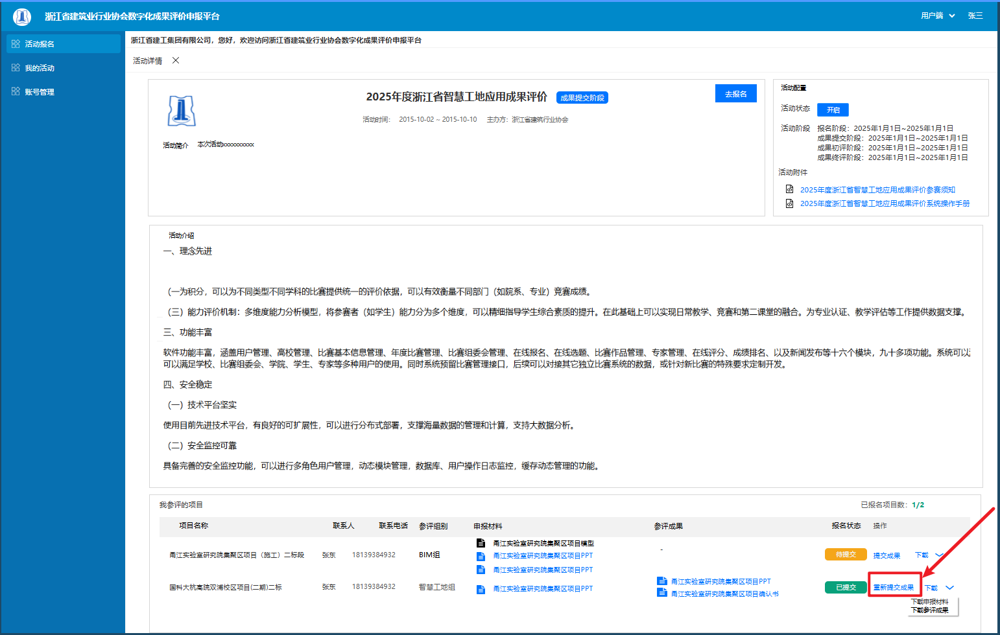 浙江省建筑业行业协会数字化成果评价申报平台
用户端 张三
活动报名
我的活动
账号管理
浙江省建工集团有限公司，您好，欢迎访问浙江省建筑业行业协会数字化成果评价申报平台
活动详情
2025年度浙江省智慧工地应用成果评价 成果提交阶段
去报名
活动时间： 2015-10-02 ~ 2015-10-10 主办方：浙江省建筑行业协会
活动简介 本次活动xxxxxxxxxx
活动配置
活动状态 开启
活动阶段 报名阶段：2025年1月1日~2025年1月1日
成果提交阶段：2025年1月1日~2025年1月1日
成果初评阶段：2025年1月1日~2025年1月1日
成果终评阶段：2025年1月1日~2025年1月1日
活动附件
2025年度浙江省智慧工地应用成果评价参赛须知
2025年度浙江省智慧工地应用成果评价系统操作手册
活动介绍
一、理念先进
（一为积分，可以为不同类型不同学科的比赛提供统一的评价依据，可以有效衡量不同部门（如院系、专业）竞赛成绩。
（三）能力评价机制：多维度能力分析模型，将参赛者（如学生）能力分为多个维度，可以精细指导学生综合素质的提升。在此基础上可以实现日常教学、竞赛和第二课堂的融合。为专业认证、教学评估等工作提供数据支撑。
三、功能丰富
软件功能丰富，涵盖用户管理、高校管理、比赛基本信息管理、年度比赛管理、比赛组委会管理、在线报名、在线选题、比赛作品管理、专家管理、在线评分、成绩排名、以及新闻发布等十六个模块，九十多项功能。系统可以
可以满足学校、比赛组委会、学院、学生、专家等多种用户的使用。同时系统预留比赛管理接口，后续可以对接其它独立比赛系统的数据，或针对新比赛的特殊要求定制开发。
四、安全稳定
（一）技术平台坚实
使用目前先进技术平台，有良好的可扩展性，可以进行分布式部署，支撑海量数据的管理和计算，支持大数据分析。
（二）安全监控可靠
具备完善的安全监控功能，可以进行多角色用户管理，动态模块管理，数据库、用户操作日志监控，缓存动态管理的功能。
我参评的项目
已报名项目数：1/2
项目名称 联系人 联系电话 参评组别 申报材料 参评成果 报名状态 操作
甬江实验室研究院集聚区项目（施工）二标段 张东 18139384932 BIM组
甬江实验室研究院集聚区项目模型
甬江实验室研究院集聚区项目PPT
甬江实验室研究院集聚区项目PPT
-
待提交 提交成果 下载
国科大杭高院双浦校区项目(二期)二标 张东 18139384932 智慧工地组
甬江实验室研究院集聚区项目PPT
甬江实验室研究院集聚区项目PPT
甬江实验室研究院集聚区项目确认书
已提交 重新提交成果 下载
下载申报材料
下载参评成果